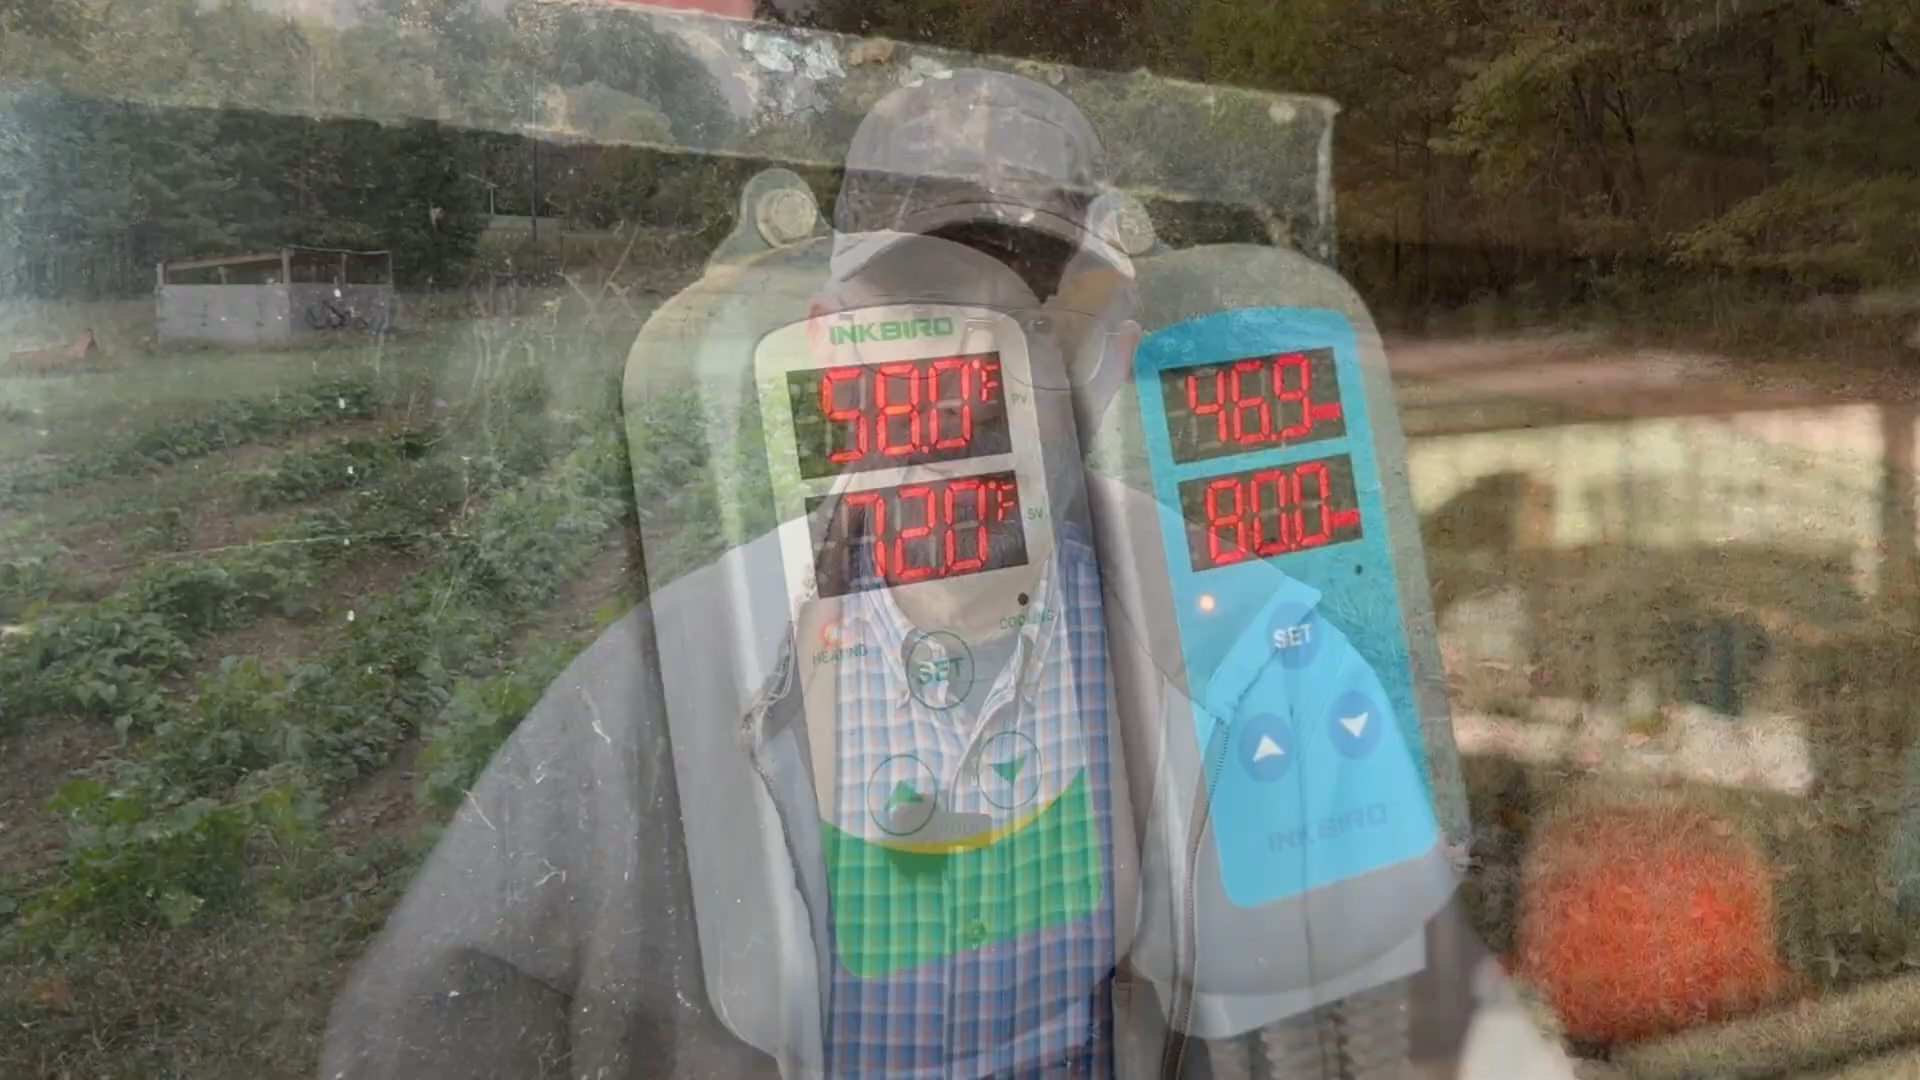 INKBIRD
58.0°F
PV
72.0°F
SV
HEATING
COOLING
SET
46.9
80.0
SET
INKBIRD